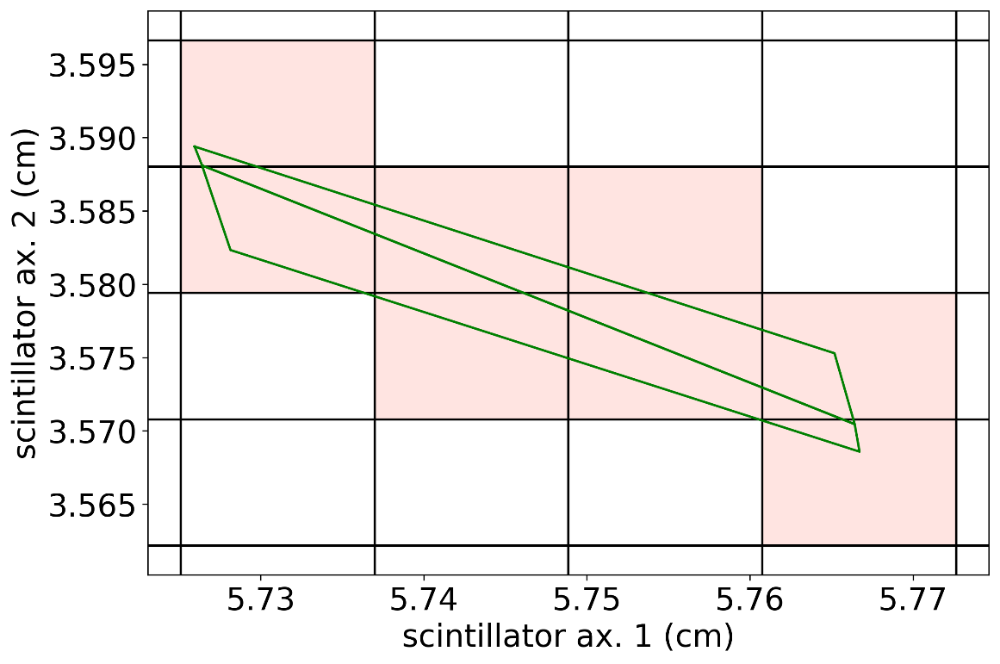 scintillator ax. 2 (cm)
3.595
3.590
3.585
3.580
3.575
3.570
3.565
5.73 5.74 5.75 5.76 5.77
scintillator ax. 1 (cm)